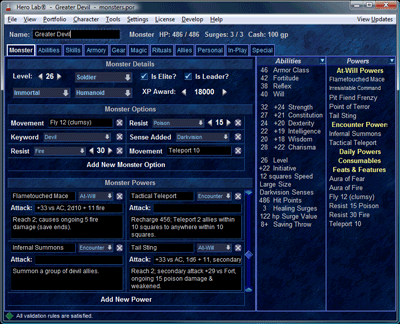 Hero Lab® - Greater Devil - monsters.por
File View Portfolio Character Tools Settings License Develop Window Help View Updates
Name: Greater Devil Monster HP: 486 / 486 Surges: 3 / 3 Cash: 100 gp
Monster Abilities Skills Armory Gear Magic Rituals Allies Personal In-Play Special
Monster Details
Level: 26 Soldier Is Elite? Is Leader?
Immortal Humanoid XP Award: 18000
Monster Options
Movement Fly 12 (clumsy) Resist Poison 15
Keyword Devil Sense Added Darkvision
Resist Fire 30 Movement Teleport 10
Add New Monster Option
Monster Powers
Flametouched Mace At-Will Tactical Teleport Encounter
Attack: +33 vs AC, 2d10 + 11 fire Attack:
Reach 2; causes ongoing 5 fire damage (save ends). Recharge 456; Teleport 2 allies within 10 squares to anywhere within 10 squares.
Infernal Summons Encounter Tail Sting At-Will
Attack: Attack: +33 vs AC, 1d6 + 11, secondary
Summon a group of devil allies. Reach 2; secondary attack +29 vs Fort, ongoing 15 poison damage & weakened.
Add New Power
Abilities
46 Armor Class
42 Fortitude
38 Reflex
40 Will
32 +24 Strength
27 +21 Constitution
24 +20 Dexterity
22 +19 Intelligence
20 +18 Wisdom
28 +22 Charisma
26 Level
+22 Initiative
12 squares Speed
Large Size
Darkvision Senses
486 Hit Points
3 Healing Surges
122 hp Surge Value
8+ Saving Throw
Powers
At-Will Powers
Flametouched Mace
Irresistable Command
Pit Fiend Frenzy
Point of Terror
Tail Sting
Encounter Powers
Infernal Summons
Tactical Teleport
Daily Powers
Consumables
Feats & Features
Aura of Fear
Aura of Fire
Fly 12 (clumsy)
Resist 15 Poison
Resist 30 Fire
Teleport 10
All validation rules are satisfied.